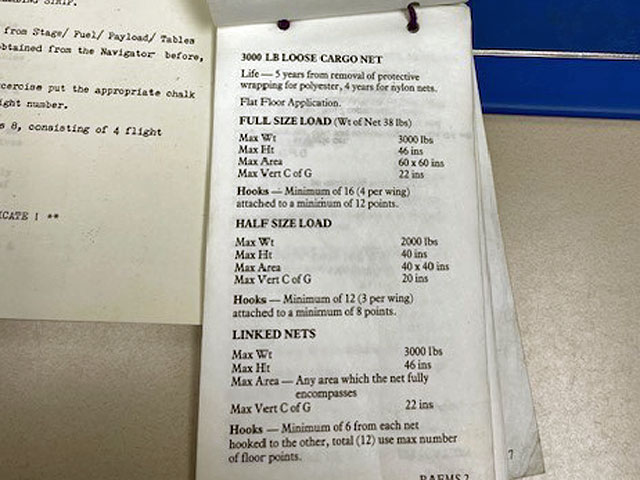 STRIP.
from Stage/ Fuel/ Payload/ Tables
obtained from the Navigator before,
exercise put the appropriate chalk
number.
8, consisting of 4 flight
! **
3000 LB LOOSE CARGO NET
Life — 5 years from removal of protective
wrapping for polyester, 4 years for nylon nets.
Flat Floor Application.
FULL SIZE LOAD (Wt of Net 38 lbs)
Max Wt 3000 lbs
Max Ht 46 ins
Max Area 60 x 60 ins
Max Vert C of G 22 ins
Hooks — Minimum of 16 (4 per wing)
attached to a minimum of 12 points.
HALF SIZE LOAD
Max Wt 2000 lbs
Max Ht 40 ins
Max Area 40 x 40 ins
Max Vert C of G 20 ins
Hooks — Minimum of 12 (3 per wing)
attached to a minimum of 8 points.
LINKED NETS
Max Wt 3000 lbs
Max Ht 46 ins
Max Area — Any area which the net fully
encompasses
Max Vert C of G 22 ins
Hooks — Minimum of 6 from each net
hooked to the other, total (12) use max number
of floor points.
7